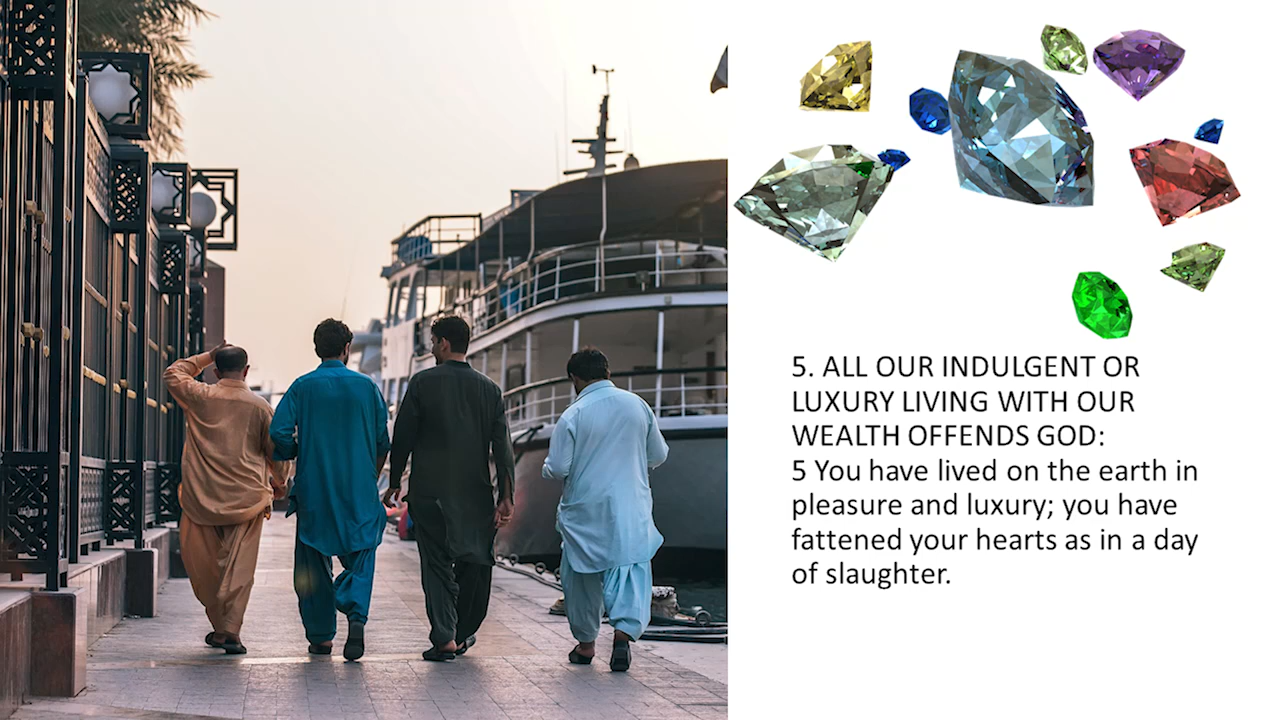 5. ALL OUR INDULGENT OR
LUXURY LIVING WITH OUR
WEALTH OFFENDS GOD:
5 You have lived on the earth in
pleasure and luxury; you have
fattened your hearts as in a day
of slaughter.